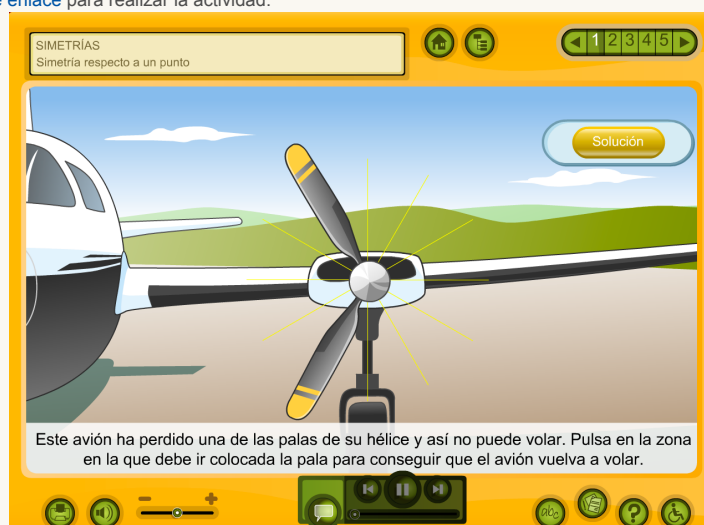 e enlace para realizar la actividad.
SIMETRÍAS
Simetría respecto a un punto
1 2 3 4 5
Solución
Este avión ha perdido una de las palas de su hélice y así no puede volar. Pulsa en la zona
en la que debe ir colocada la pala para conseguir que el avión vuelva a volar.
abc
?